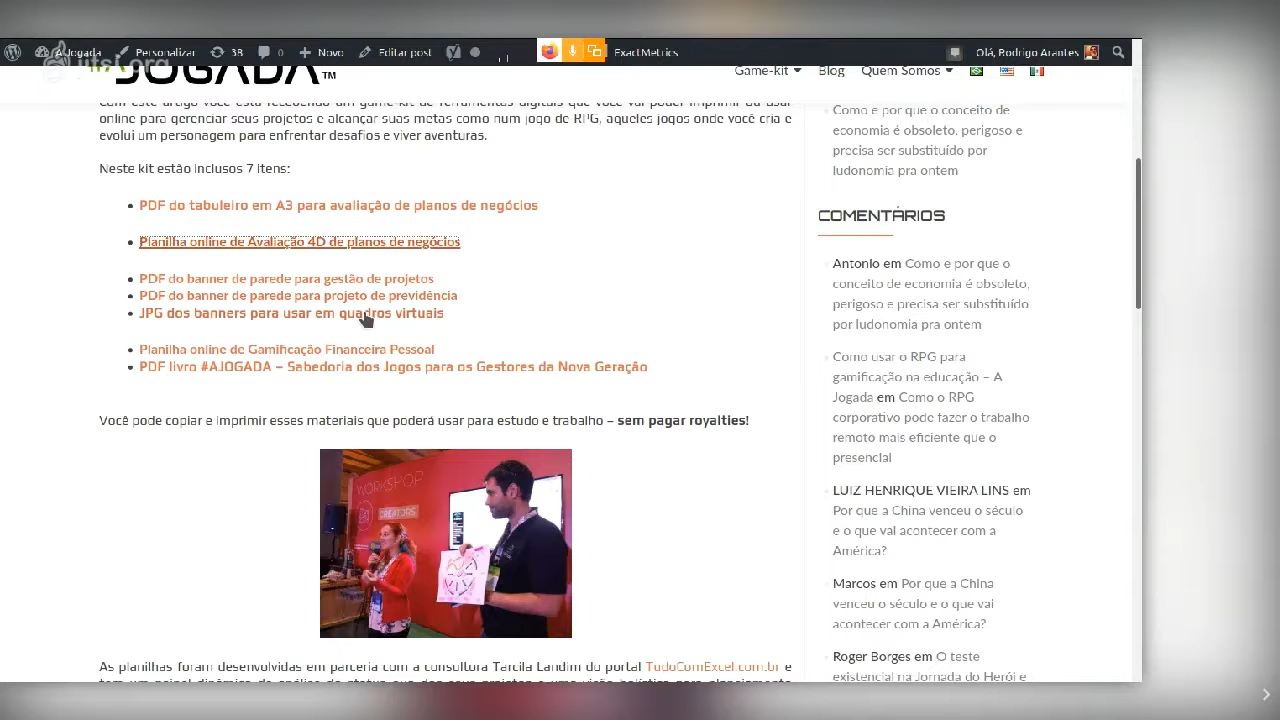 A Jogada Personalizar 38 0 Novo Editar post ExactMetrics Olá, Rodrigo Arantes
#AJOGADA™
Game-kit Blog Quem Somos
Com este artigo você está recebendo um game-kit de ferramentas digitais que você vai poder imprimir ou usar
online para gerenciar seus projetos e alcançar suas metas como num jogo de RPG, aqueles jogos onde você cria e
evolui um personagem para enfrentar desafios e viver aventuras.
Neste kit estão inclusos 7 itens:
PDF do tabuleiro em A3 para avaliação de planos de negócios
Planilha online de Avaliação 4D de planos de negócios
PDF do banner de parede para gestão de projetos
PDF do banner de parede para projeto de previdência
JPG dos banners para usar em quadros virtuais
Planilha online de Gamificação Financeira Pessoal
PDF livro #AJOGADA – Sabedoria dos Jogos para os Gestores da Nova Geração
Você pode copiar e imprimir esses materiais que poderá usar para estudo e trabalho – sem pagar royalties!
WORKSHOP
CREATORS
As planilhas foram desenvolvidas em parceria com a consultora Tarcila Landim do portal TudoComExcel.com.br e
Como e por que o conceito de
economia é obsoleto, perigoso e
precisa ser substituído por
ludonomia pra ontem
COMENTÁRIOS
Antonio em Como e por que o
conceito de economia é obsoleto,
perigoso e precisa ser substituído
por ludonomia pra ontem
Como usar o RPG para
gamificação na educação – A
Jogada em Como o RPG
corporativo pode fazer o trabalho
remoto mais eficiente que o
presencial
LUIZ HENRIQUE VIEIRA LINS em
Por que a China venceu o século
e o que vai acontecer com a
América?
Marcos em Por que a China
venceu o século e o que vai
acontecer com a América?
Roger Borges em O teste
existencial na Jornada do Herói e